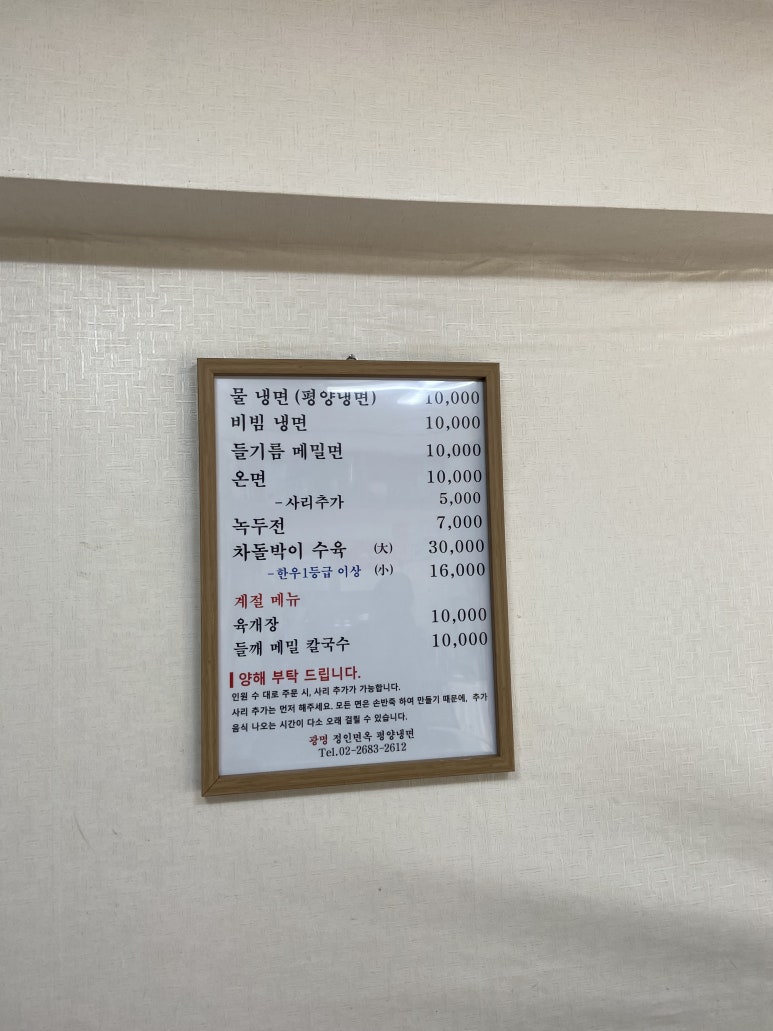 물 냉면 (평양냉면) 10,000
비빔 냉면 10,000
들기름 메밀면 10,000
온면 10,000
-사리추가 5,000
녹두전 7,000
차돌박이 수육 (大) 30,000
-한우1등급 이상 (小) 16,000
계절 메뉴
육개장 10,000
들깨 메밀 칼국수 10,000
양해 부탁 드립니다.
인원 수 대로 주문 시, 사리 추가가 가능합니다.
사리 추가는 먼저 해주세요. 모든 면은 손반죽 하여 만들기 때문에, 추가
음식 나오는 시간이 다소 오래 걸릴 수 있습니다.
광명 정인면옥 평양냉면
Tel.02-2683-2612